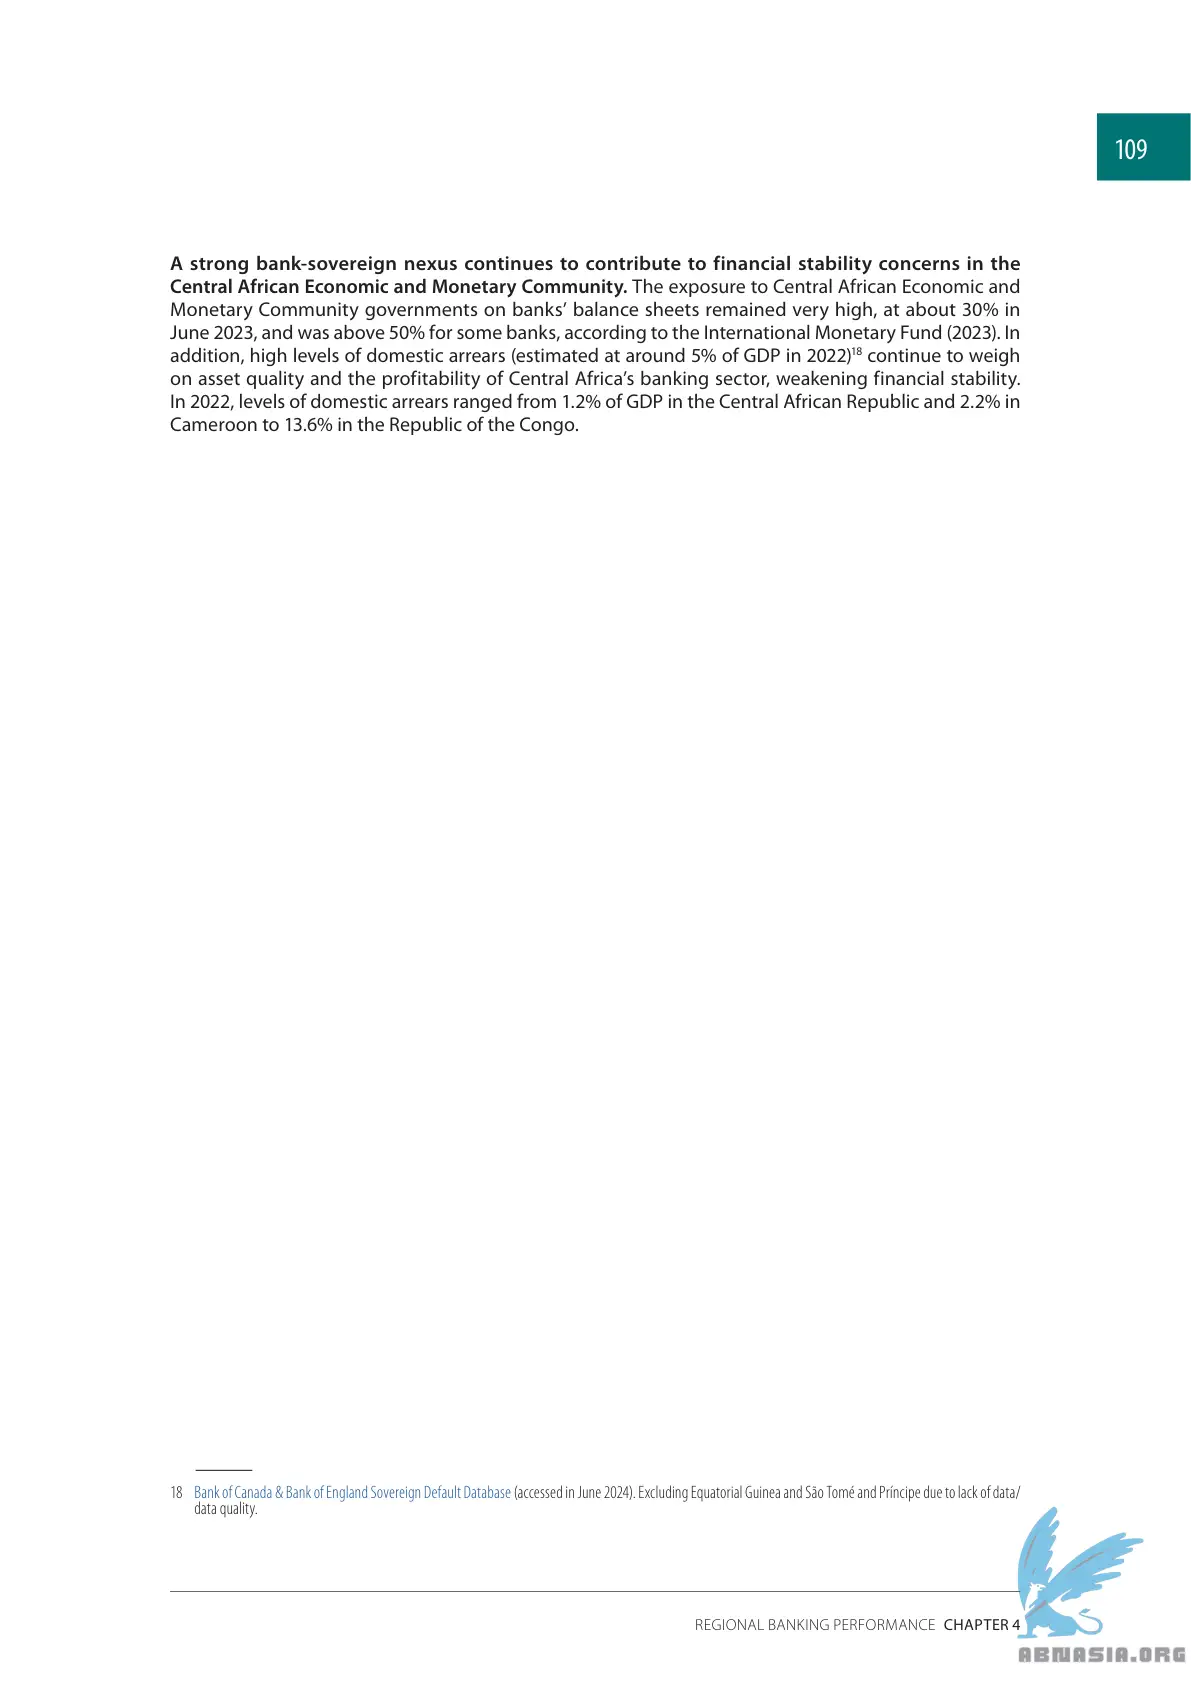 109
A strong bank-sovereign nexus continues to contribute to financial stability concerns in the
Central African Economic and Monetary Community. The exposure to Central African Economic and
Monetary Community governments on banks’ balance sheets remained very high, at about 30% in
June 2023, and was above 50% for some banks, according to the International Monetary Fund (2023). In
addition, high levels of domestic arrears (estimated at around 5% of GDP in 2022)18 continue to weigh
on asset quality and the profitability of Central Africa’s banking sector, weakening financial stability.
In 2022, levels of domestic arrears ranged from 1.2% of GDP in the Central African Republic and 2.2% in
Cameroon to 13.6% in the Republic of the Congo.
18 Bank of Canada & Bank of England Sovereign Default Database (accessed in June 2024). Excluding Equatorial Guinea and São Tomé and Príncipe due to lack of data/
data quality.
REGIONAL BANKING PERFORMANCE CHAPTER 4
ABNASIA.ORG